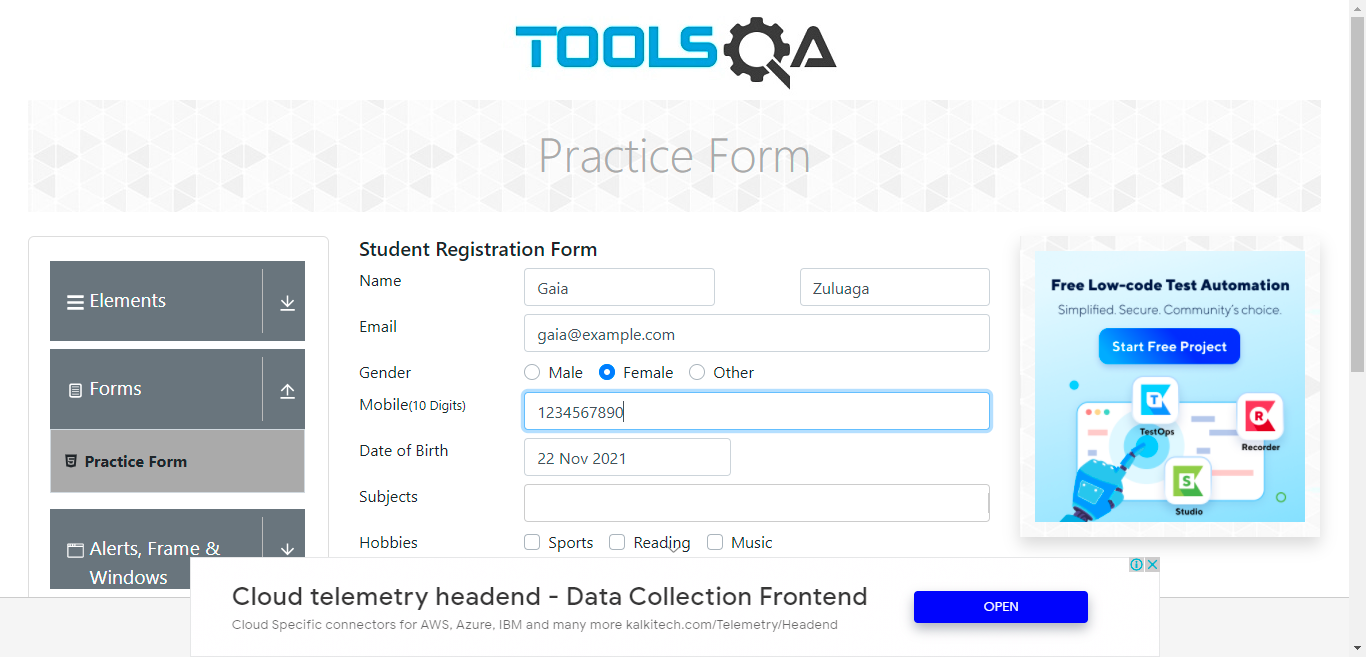 TOOLSQA
Practice Form
Elements
Forms
Practice Form
Alerts, Frame &
Windows
Student Registration Form
Name
Gaia
Zuluaga
Email
gaia@example.com
Gender
Male
Female
Other
Mobile(10 Digits)
1234567890
Date of Birth
22 Nov 2021
Subjects
Hobbies
Sports
Reading
Music
Free Low-code Test Automation
Simplified. Secure. Community's choice.
Start Free Project
TestOps
Recorder
Studio
Cloud telemetry headend - Data Collection Frontend
Cloud Specific connectors for AWS, Azure, IBM and many more kalkitech.com/Telemetry/Headend
OPEN